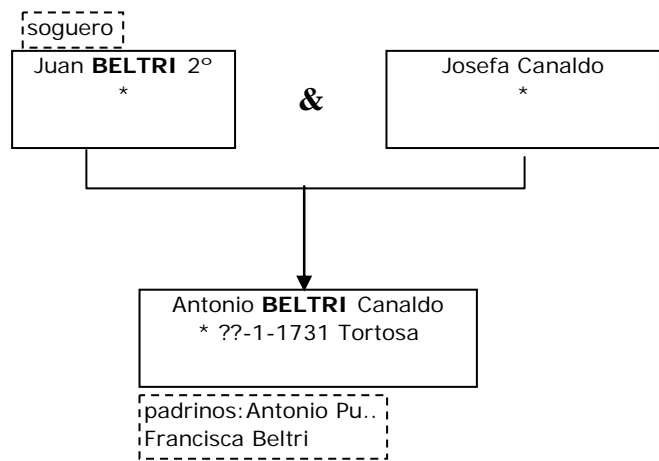 soguero
Juan BELTRI 2º
*
&
Josefa Canaldo
*
Antonio BELTRI Canaldo
* ??-1-1731 Tortosa
padrinos:Antonio Pu..
Francisca Beltri